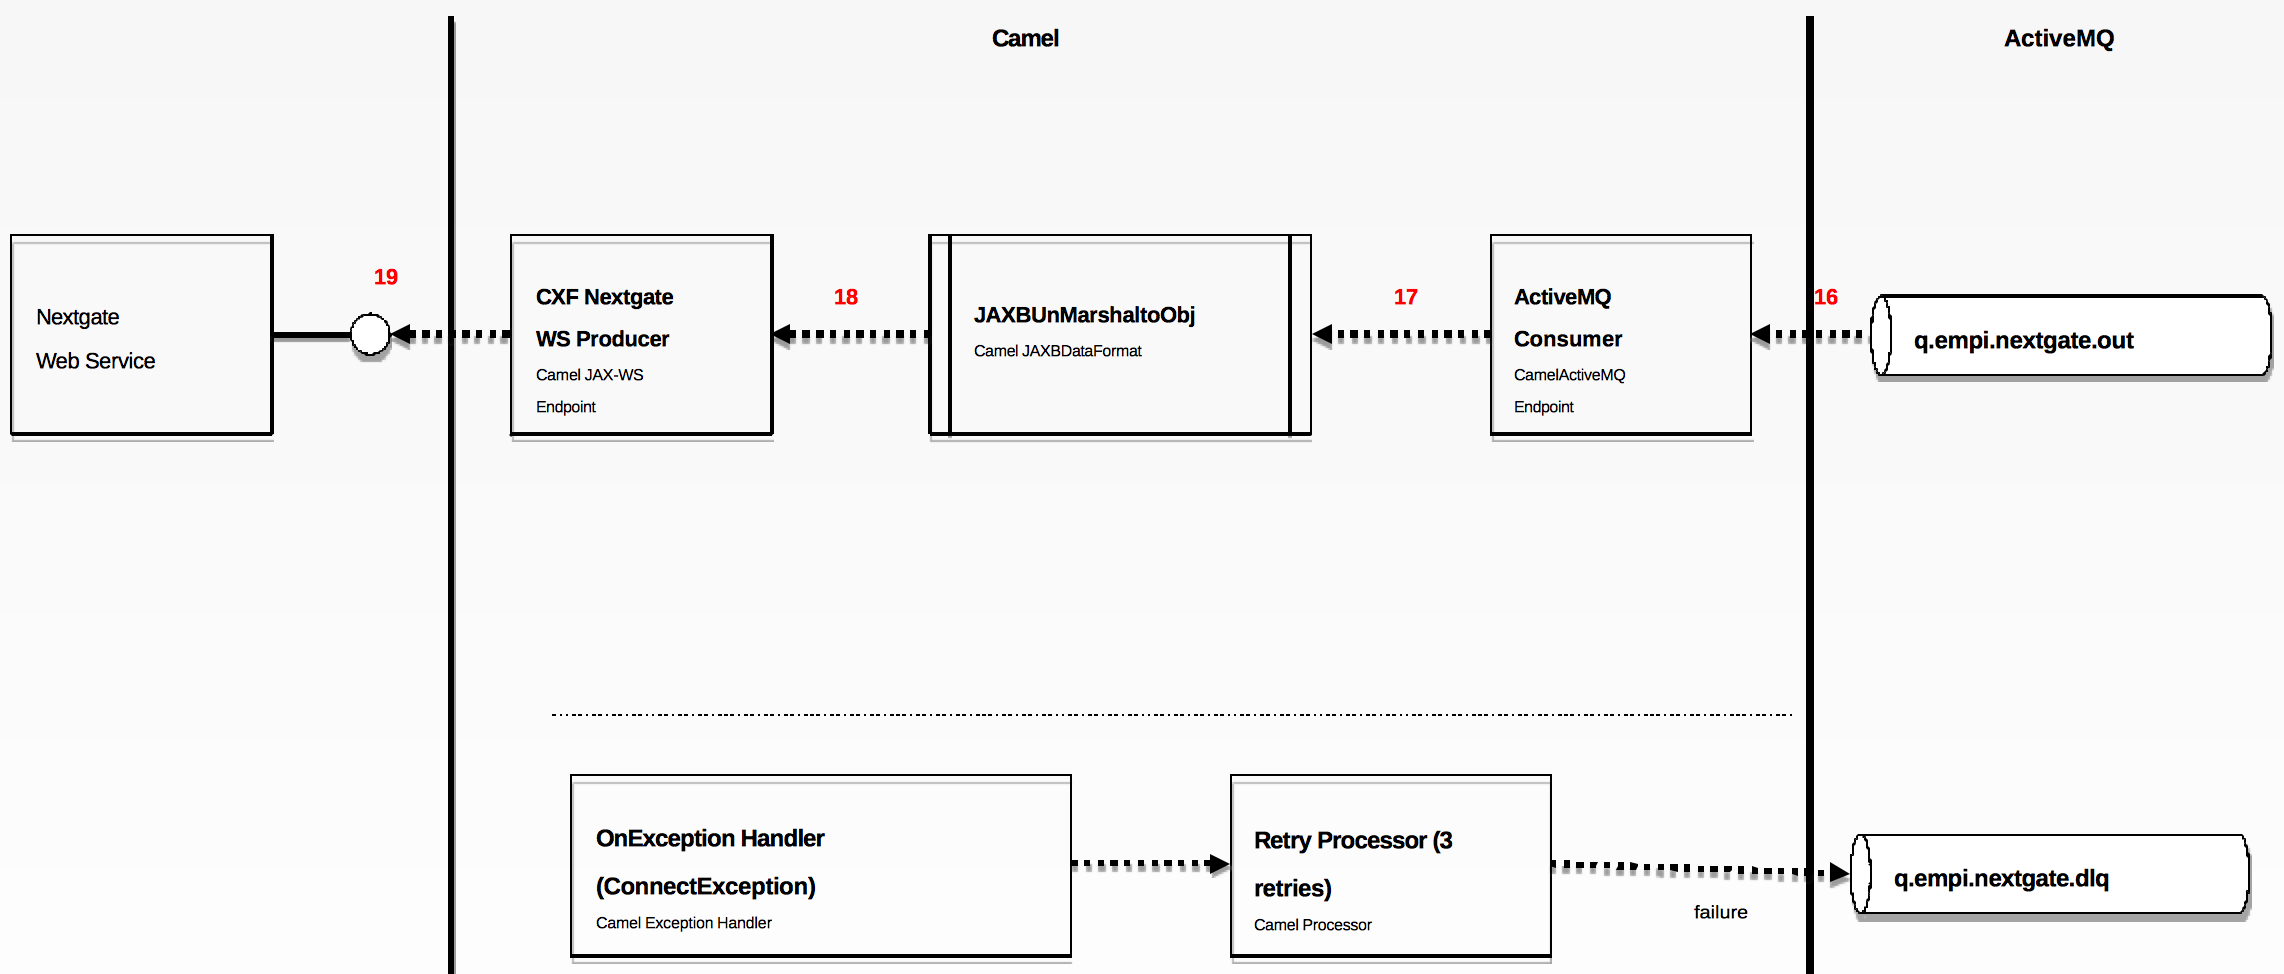 Camel
ActiveMQ
19
18
17
16
Nextgate
Web Service
CXF Nextgate
WS Producer
Camel JAX-WS
Endpoint
JAXBUnMarshaltoObj
Camel JAXBDataFormat
ActiveMQ
Consumer
CamelActiveMQ
Endpoint
q.empi.nextgate.out
OnException Handler
(ConnectException)
Camel Exception Handler
Retry Processor (3
retries)
Camel Processor
failure
q.empi.nextgate.dlq